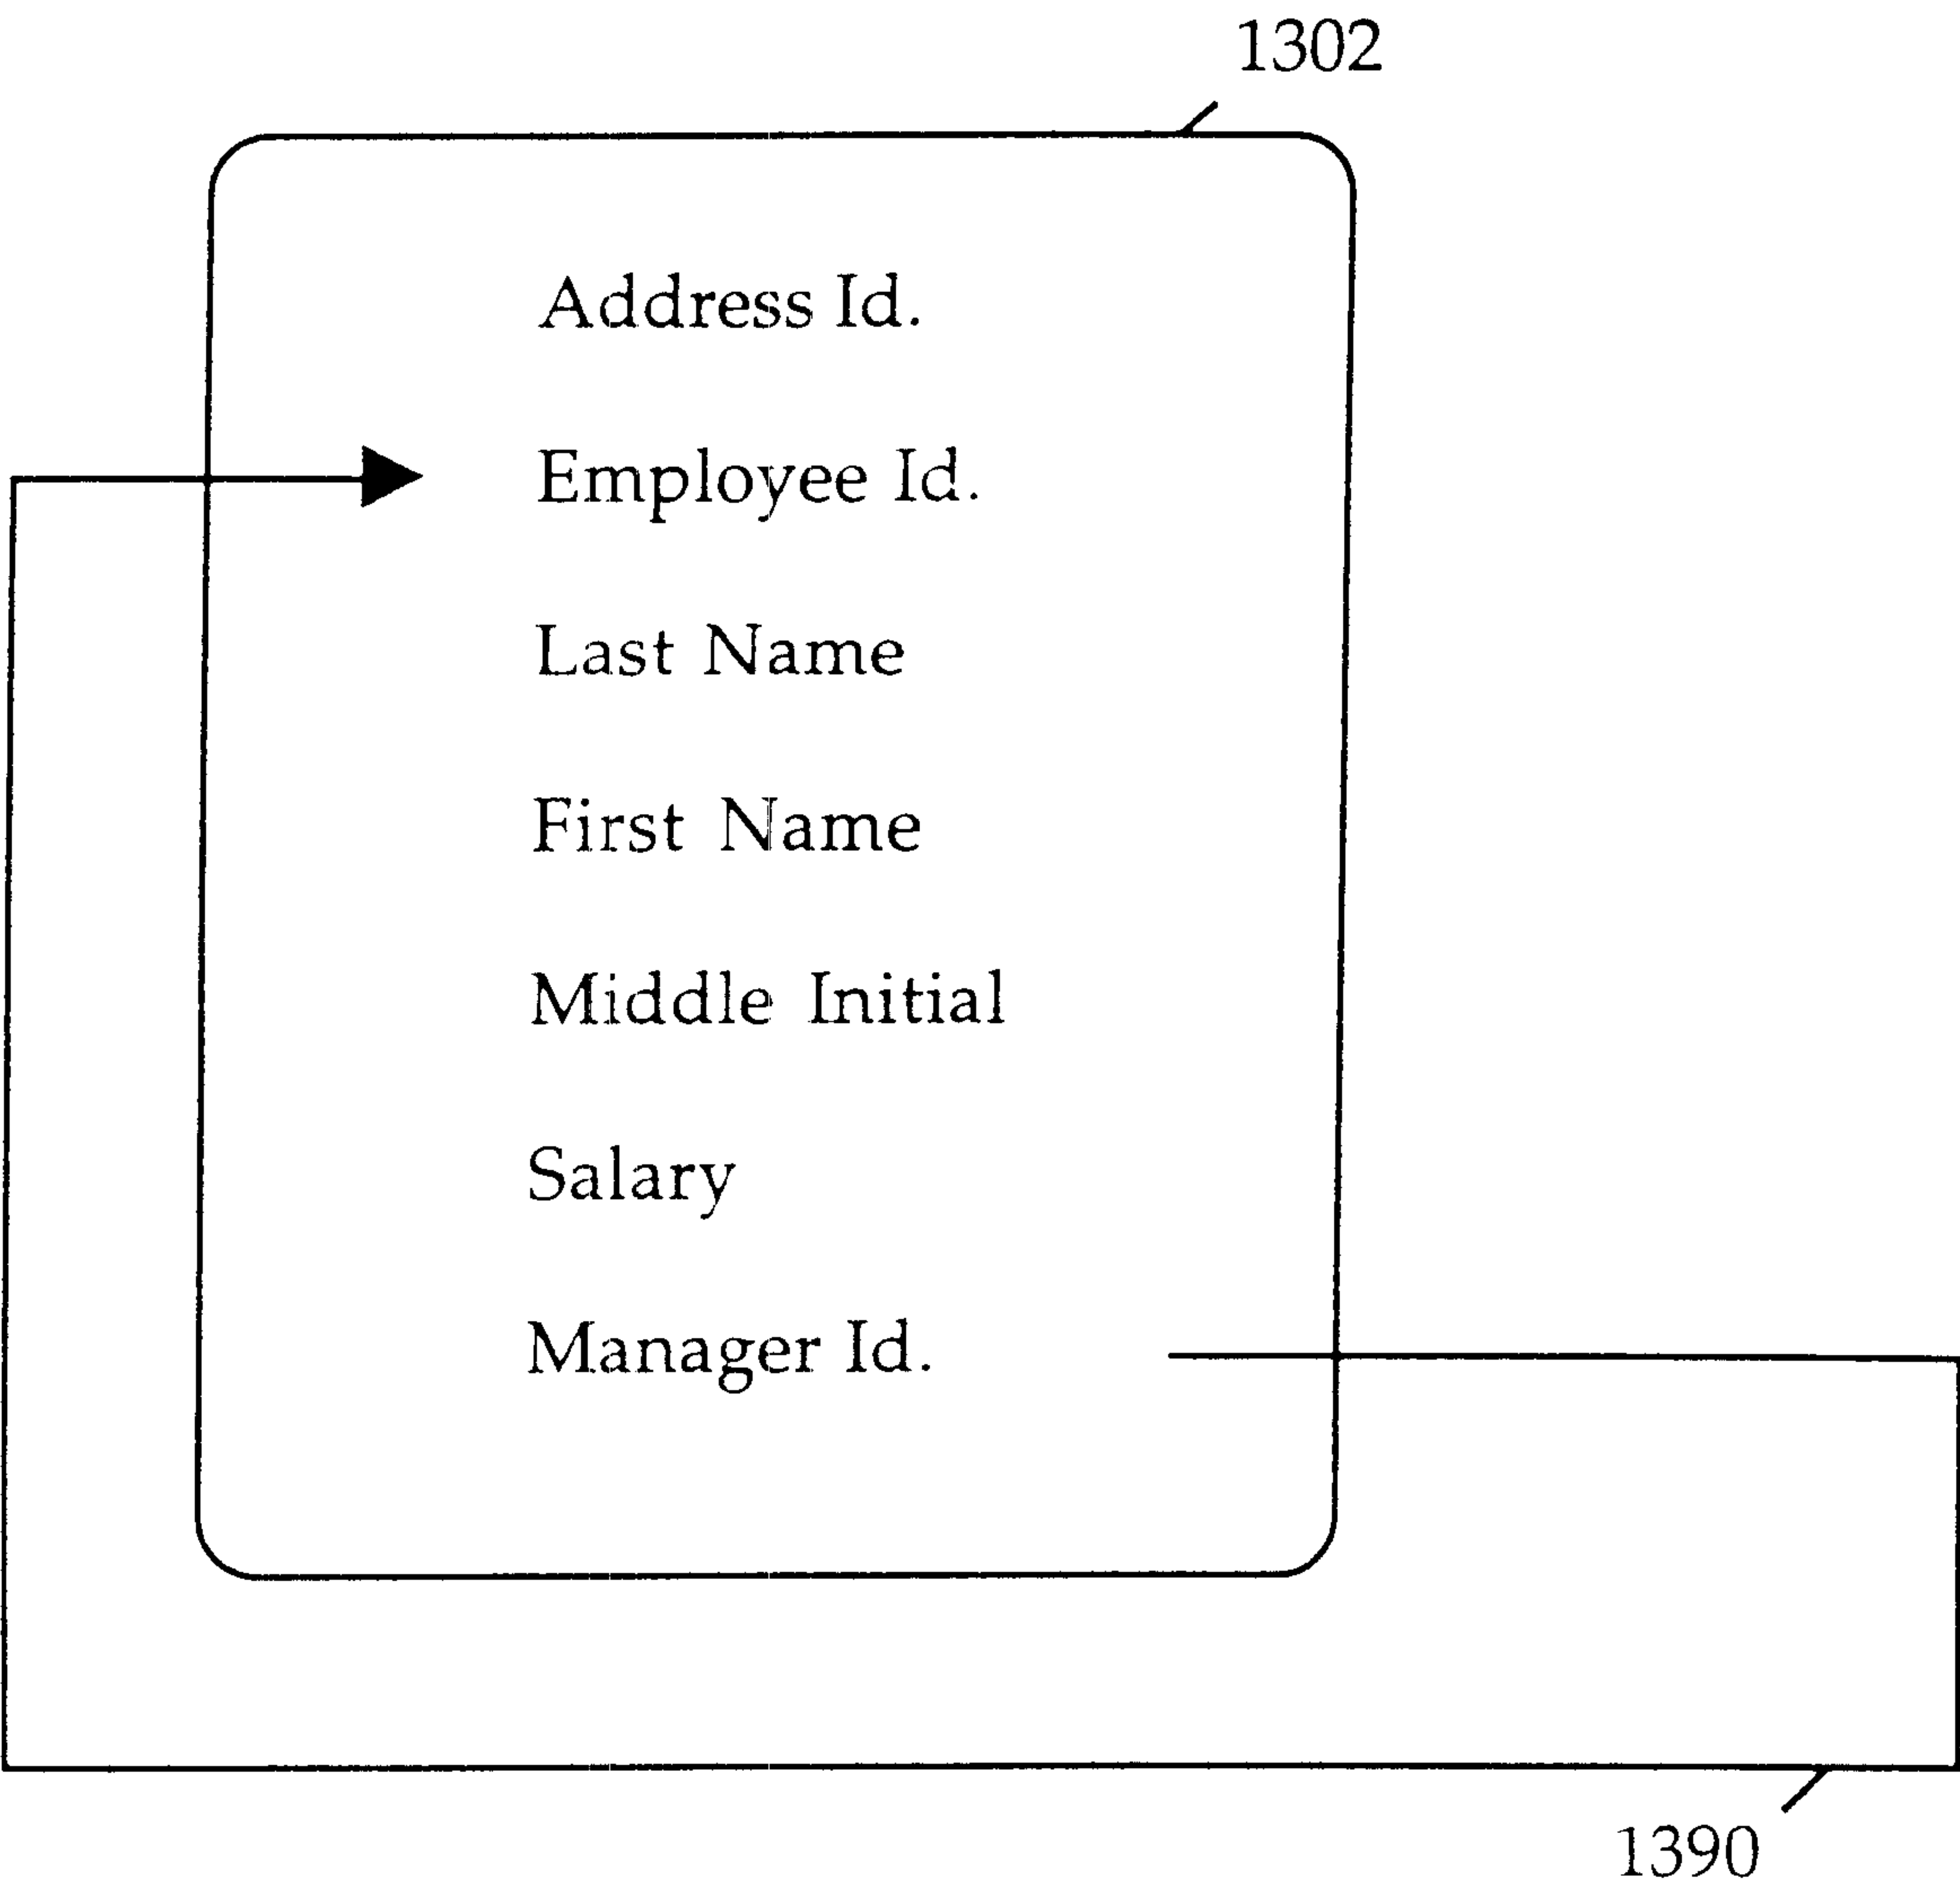 1302
Address Id.
Employee Id.
Last Name
First Name
Middle Initial
Salary
Manager Id.
1390